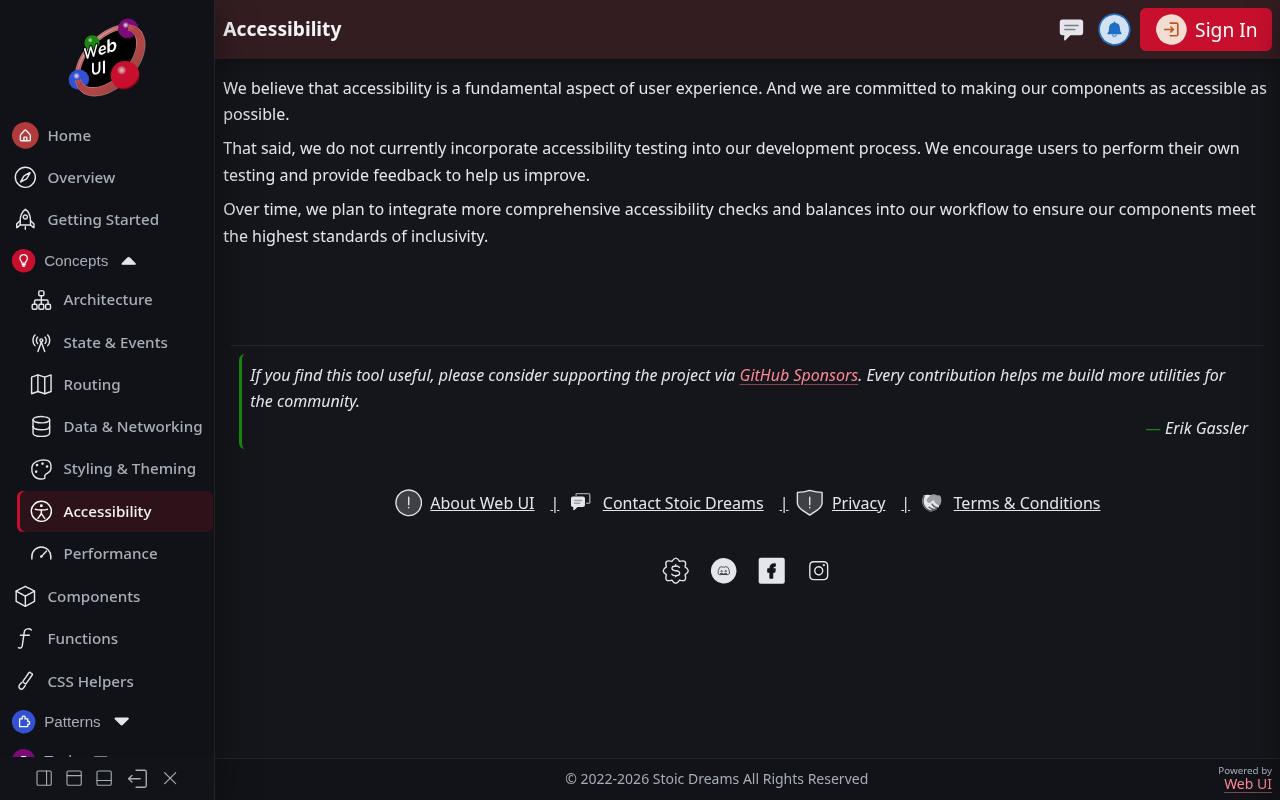 Web
UI
Accessibility
Sign In
Home
Overview
Getting Started
Concepts
Architecture
State & Events
Routing
Data & Networking
Styling & Theming
Accessibility
Performance
Components
Functions
CSS Helpers
Patterns
We believe that accessibility is a fundamental aspect of user experience. And we are committed to making our components as accessible as
possible.
That said, we do not currently incorporate accessibility testing into our development process. We encourage users to perform their own
testing and provide feedback to help us improve.
Over time, we plan to integrate more comprehensive accessibility checks and balances into our workflow to ensure our components meet
the highest standards of inclusivity.
If you find this tool useful, please consider supporting the project via GitHub Sponsors. Every contribution helps me build more utilities for
the community.
— Erik Gassler
About Web UI | Contact Stoic Dreams | Privacy | Terms & Conditions
© 2022-2026 Stoic Dreams All Rights Reserved
Powered by
Web UI